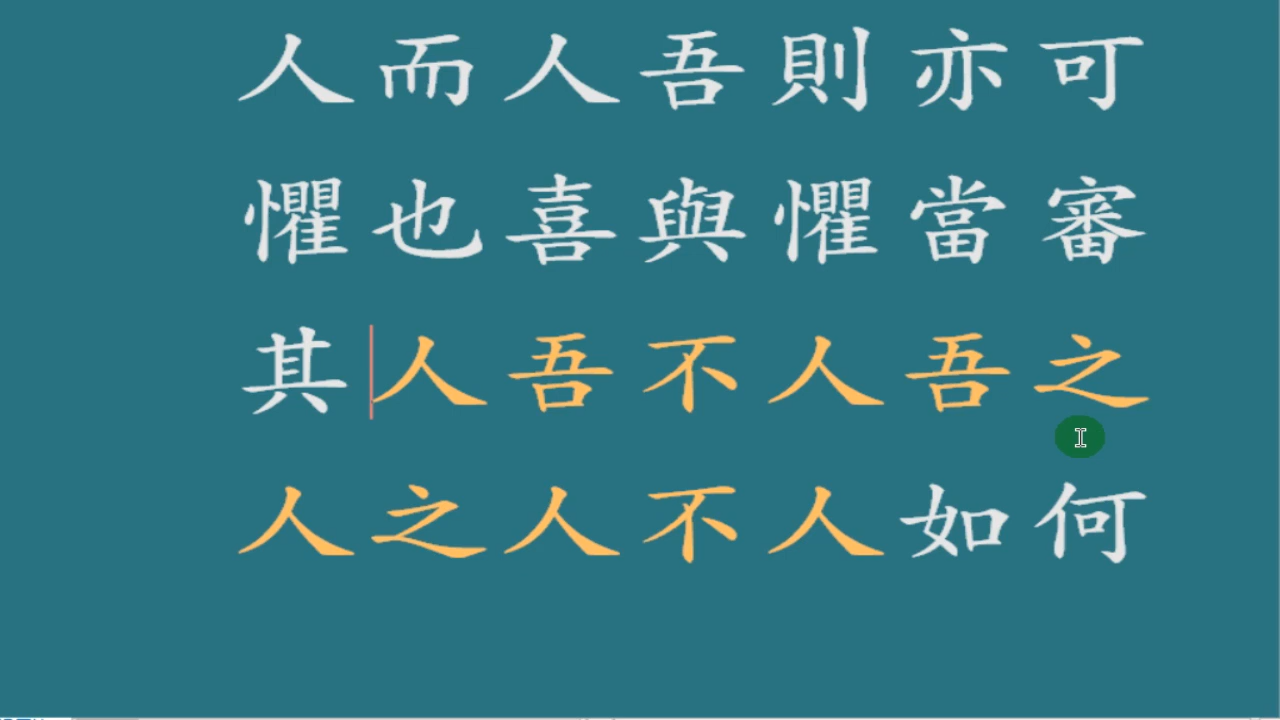 人而人吾則亦可
懼也喜與懼當審
其人吾不人吾之
人之人不人如何